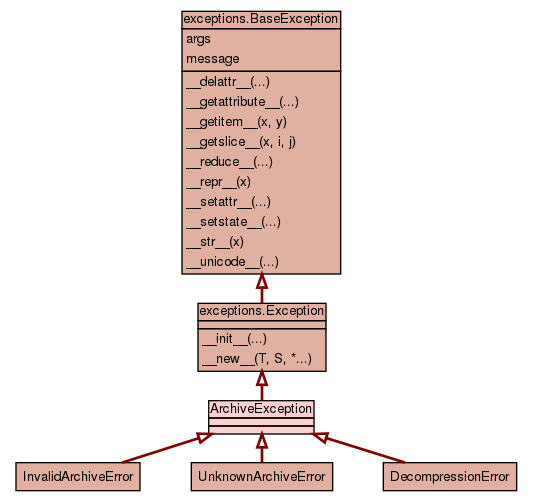 exceptions.BaseException
args
message
__delattr__(...)
__getattribute__(...)
__getitem__(x, y)
__getslice__(x, i, j)
__reduce__(...)
__repr__(x)
__setattr__(...)
__setstate__(...)
__str__(x)
__unicode__(...)
exceptions.Exception
__init__(...)
__new__(T, S, *...)
ArchiveException
InvalidArchiveError
UnknownArchiveError
DecompressionError